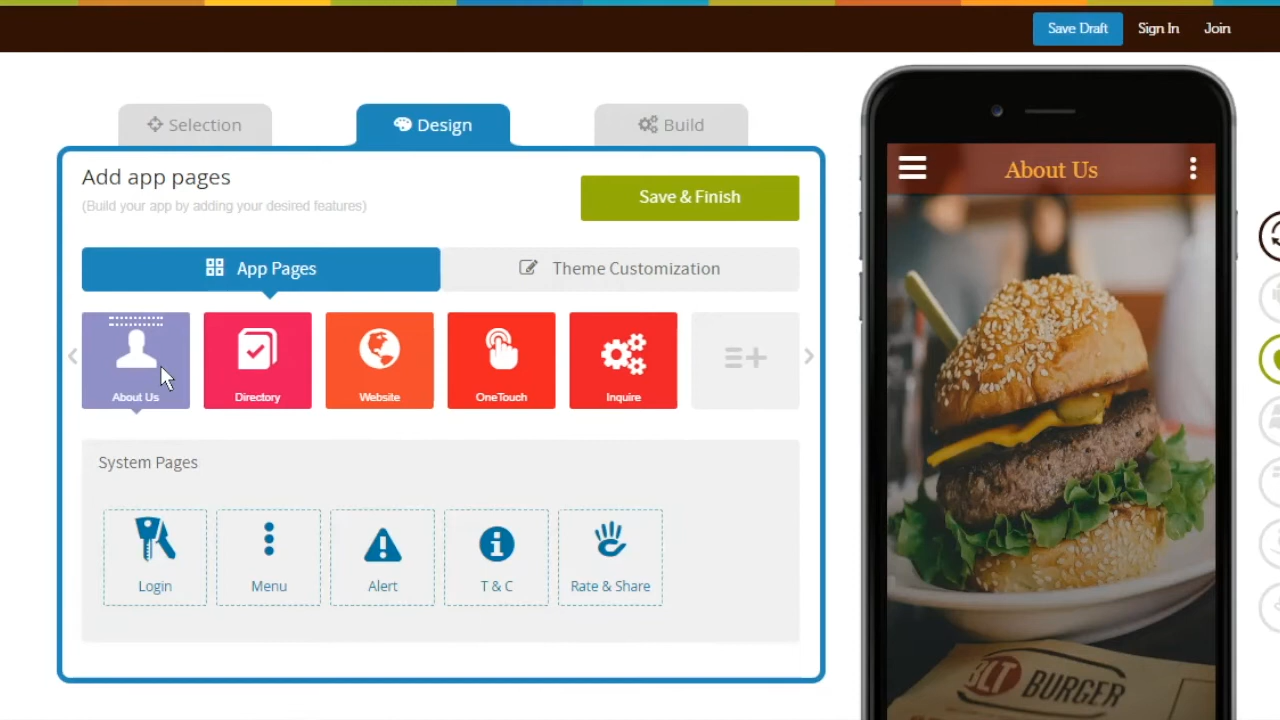 Save Draft Sign In Join
Selection Design Build
Add app pages
(Build your app by adding your desired features)
Save & Finish
App Pages Theme Customization
About Us Directory Website OneTouch Inquire
System Pages
Login Menu Alert T & C Rate & Share
About Us
BLT BURGER